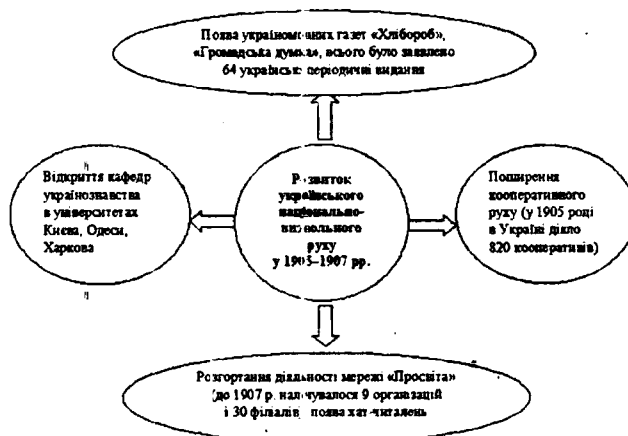 Поява україномовних газет «Хлібороб»,
«Громадська думка», всього було заявлено
64 українські періодичні видання
Відкриття кафедр
українознавства
в університетах
Києва, Одеси,
Харкова
Розвиток
українського
національно-
визвольного
руху
у 1905–1907 рр.
Поширення
кооперативного
руху (у 1905 році
в Україні діяло
820 кооперативів)
Розгортання діяльності мережі «Просвіта»
(до 1907 р. налічувалося 9 організацій
і 30 філіалів), поява хат-читалень